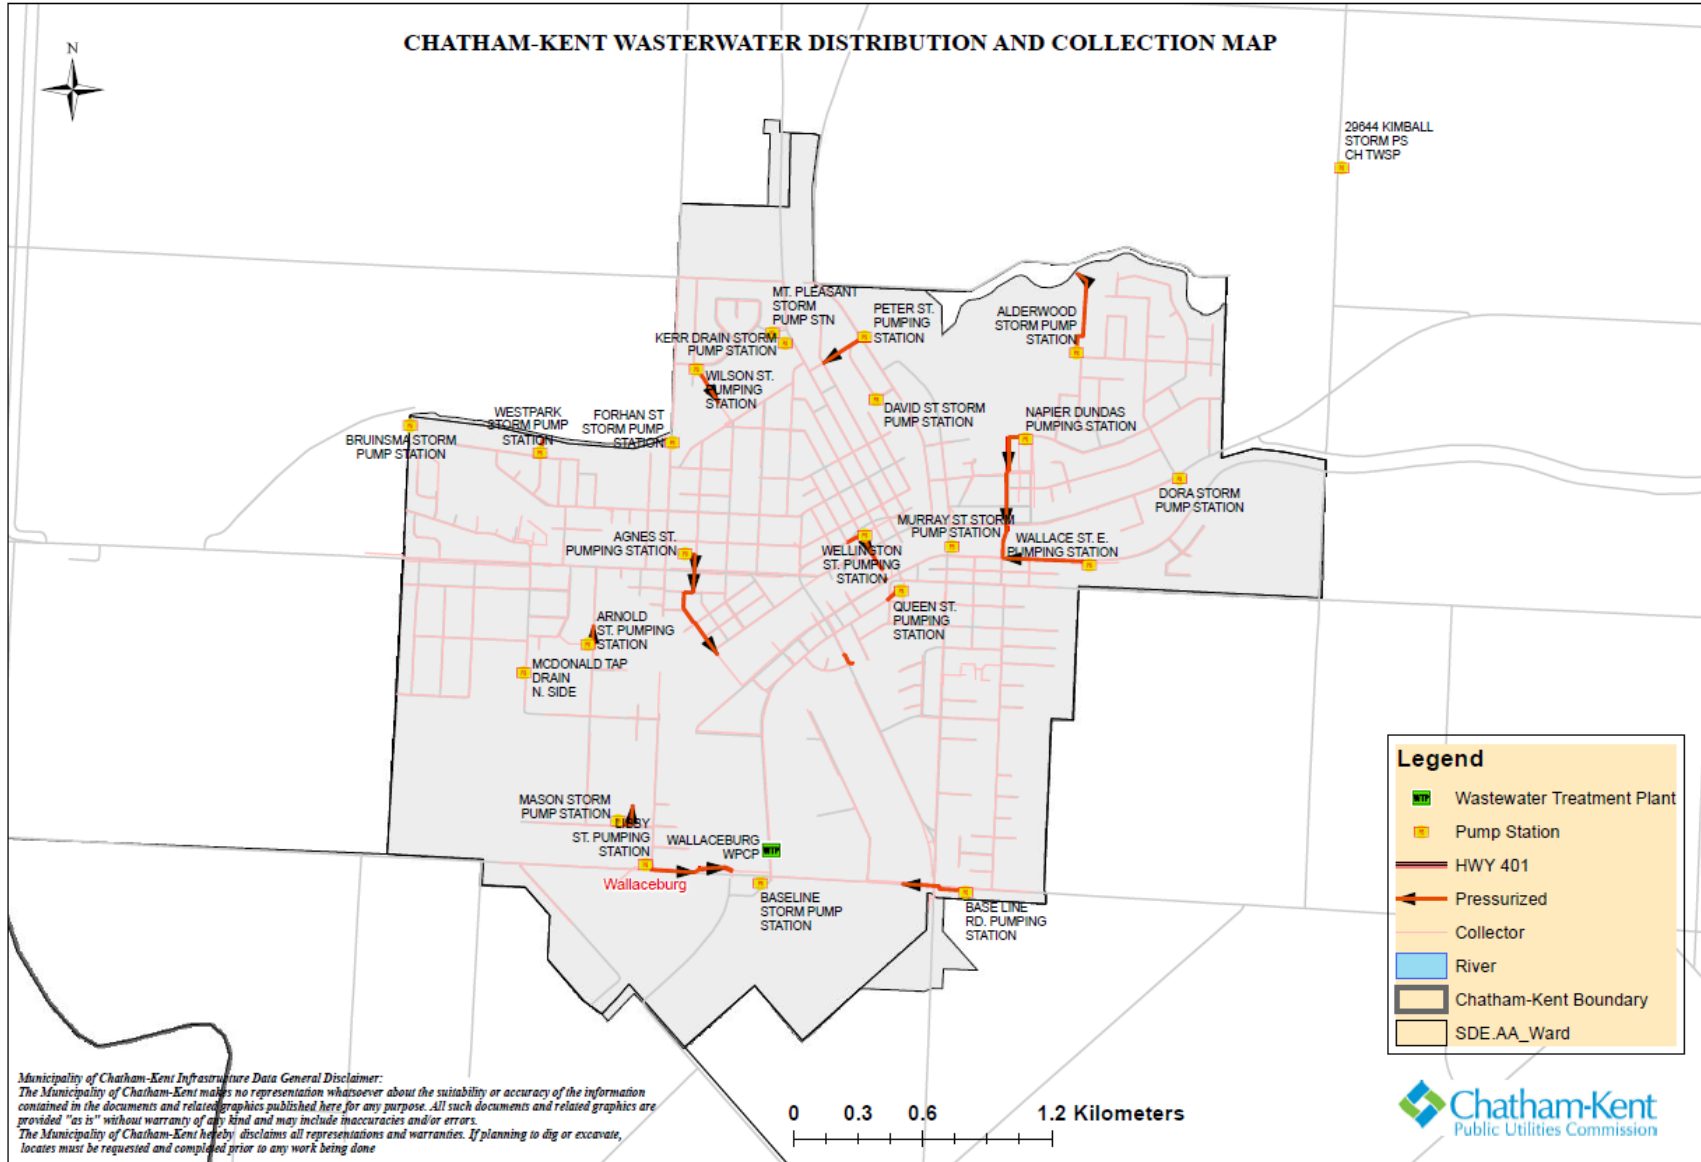 CHATHAM-KENT WASTERWATER DISTRIBUTION AND COLLECTION MAP
N
29644 KIMBALL
STORM PS
CH TWSP
MT. PLEASANT
STORM
PUMP STN
PETER ST.
PUMPING
STATION
ALDERWOOD
STORM PUMP
STATION
KERR DRAIN STORM
PUMP STATION
WILSON ST.
PUMPING
STATION
DAVID ST STORM
PUMP STATION
NAPIER DUNDAS
PUMPING STATION
WESTPARK
STORM PUMP
STATION
FORHAN ST
STORM PUMP
STATION
BRUINSMA STORM
PUMP STATION
DORA STORM
PUMP STATION
MURRAY ST STORM
PUMP STATION
WALLACE ST. E.
PUMPING STATION
AGNES ST.
PUMPING STATION
WELLINGTON
ST. PUMPING
STATION
QUEEN ST.
PUMPING
STATION
ARNOLD
ST. PUMPING
STATION
MCDONALD TAP
DRAIN
N. SIDE
MASON STORM
PUMP STATION
LIBBY
ST. PUMPING
STATION
WALLACEBURG
WPCP
WTP
Wallaceburg
BASELINE
STORM PUMP
STATION
BASE LINE
RD. PUMPING
STATION
Legend
WTP Wastewater Treatment Plant
Pump Station
HWY 401
Pressurized
Collector
River
Chatham-Kent Boundary
SDE.AA_Ward
Municipality of Chatham-Kent Infrastructure Data General Disclaimer:
The Municipality of Chatham-Kent makes no representation whatsoever about the suitability or accuracy of the information
contained in the documents and related graphics published here for any purpose. All such documents and related graphics are
provided "as is" without warranty of any kind and may include inaccuracies and/or errors.
The Municipality of Chatham-Kent hereby disclaims all representations and warranties. If planning to dig or excavate,
locates must be requested and completed prior to any work being done
0 0.3 0.6 1.2 Kilometers
Chatham-Kent
Public Utilities Commission